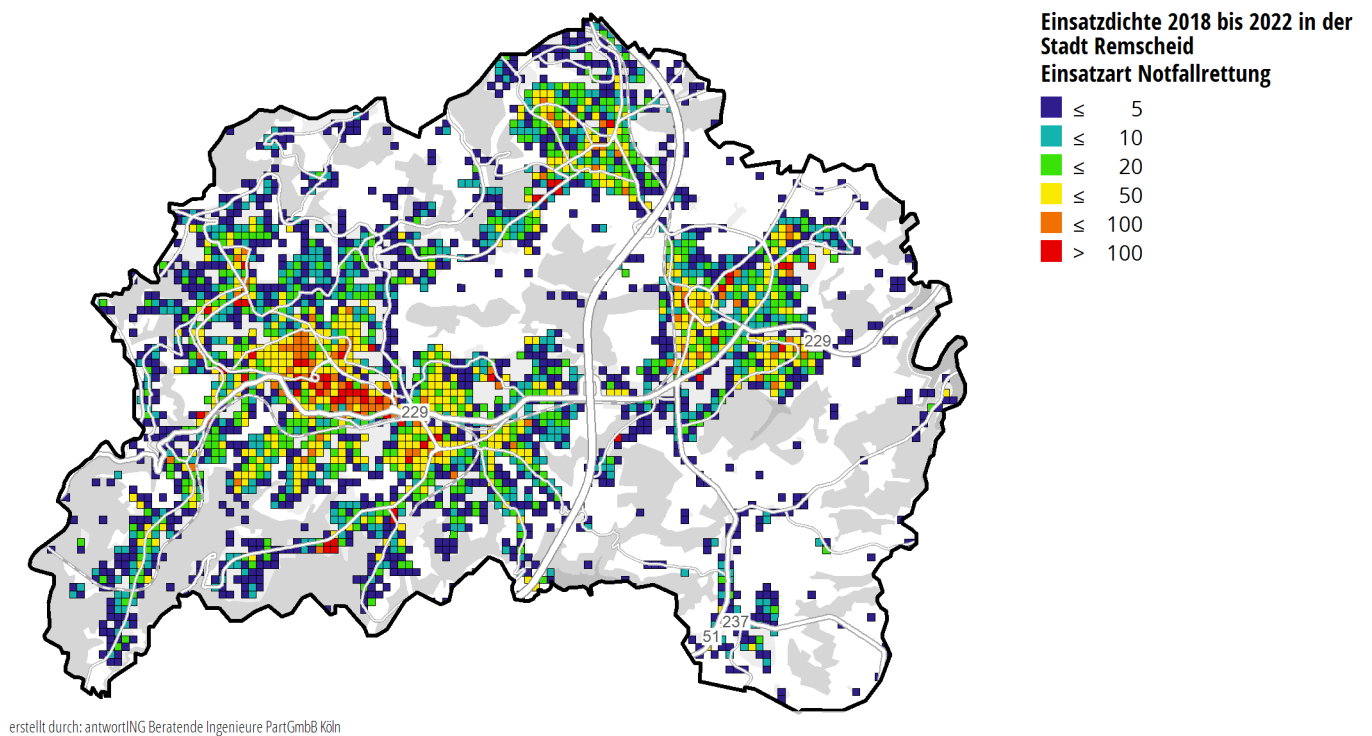 Einsatzdichte 2018 bis 2022 in der
Stadt Remscheid
Einsatzart Notfallrettung
≤ 5
≤ 10
≤ 20
≤ 50
≤ 100
> 100
229
229
237
51
erstellt durch: antwortING Beratende Ingenieure PartGmbB Köln